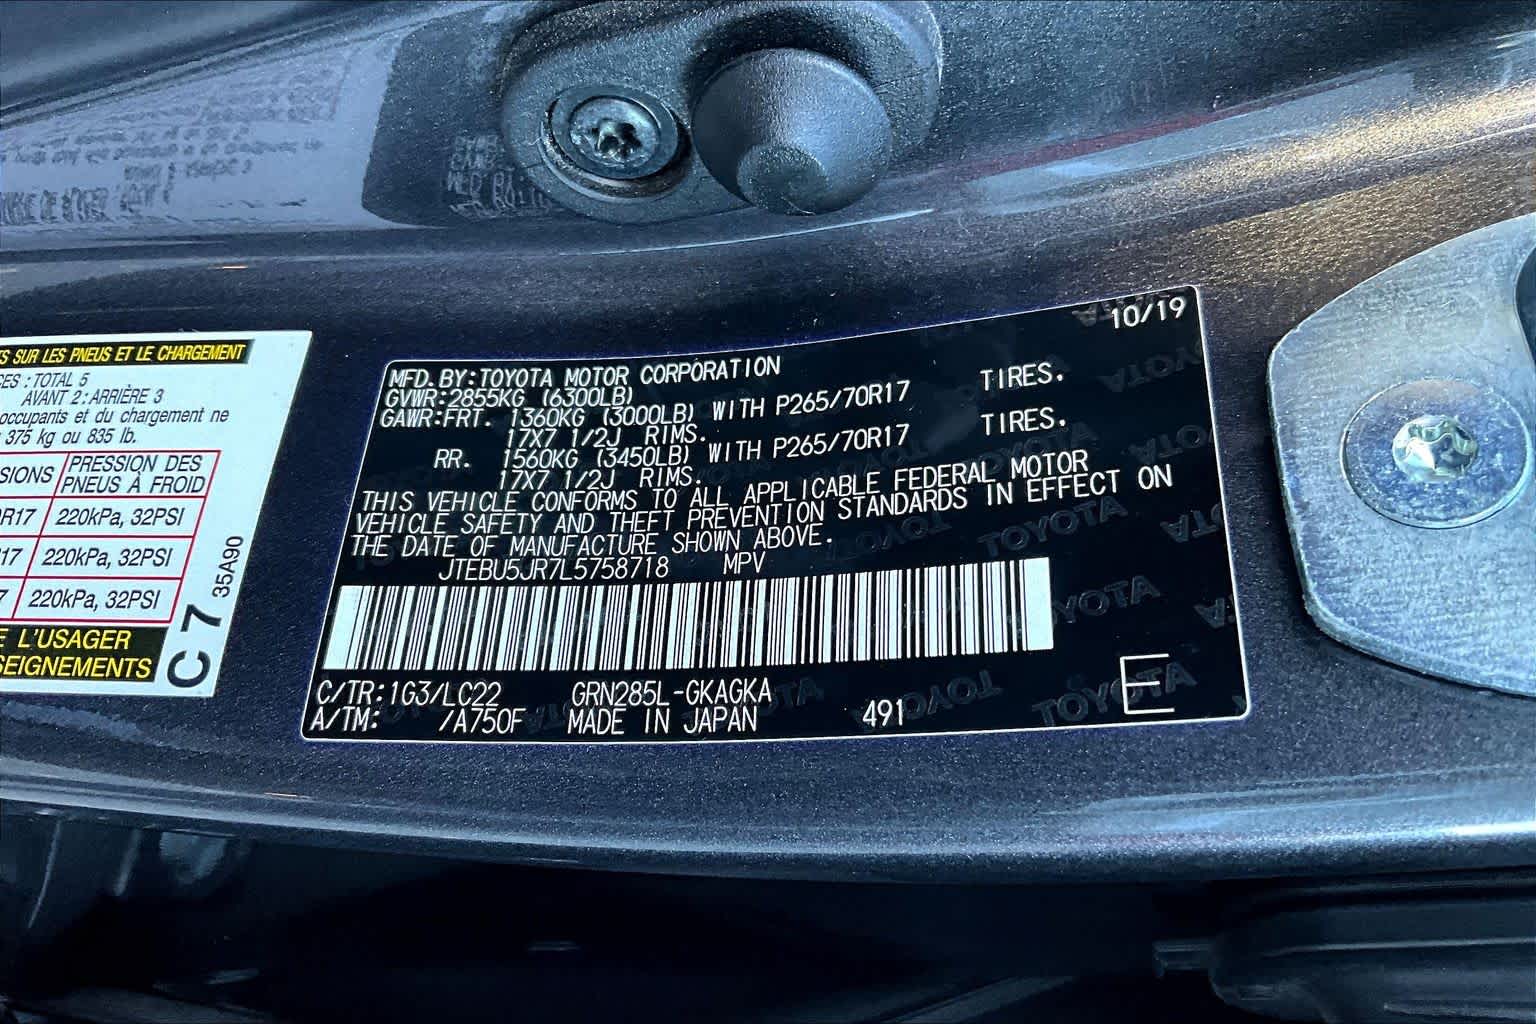 S SUR LES PNEUS ET LE CHARGEMENT
CES : TOTAL 5
AVANT 2 : ARRIÈRE 3
occupants et du chargement ne
375 kg ou 835 lb.
SIONS PRESSION DES
PNEUS À FROID
0R17 220kPa, 32PSI
17 220kPa, 32PSI
7 220kPa, 32PSI
E L'USAGER
SEIGNEMENTS
C 7 35A90
10/19
MFD. BY: TOYOTA MOTOR CORPORATION
GVWR: 2855KG (6300LB)
GAWR: FRT. 1360KG (3000LB) WITH P265/70R17 TIRES.
17X7 1/2J RIMS.
RR. 1560KG (3450LB) WITH P265/70R17 TIRES.
17X7 1/2J RIMS.
THIS VEHICLE CONFORMS TO ALL APPLICABLE FEDERAL MOTOR
VEHICLE SAFETY AND THEFT PREVENTION STANDARDS IN EFFECT ON
THE DATE OF MANUFACTURE SHOWN ABOVE.
JTEBU5JR7L5758718 MPV
C/TR: 1G3/LC22 GRN285L-GKAGKA
A/TM: /A750F MADE IN JAPAN 491 E